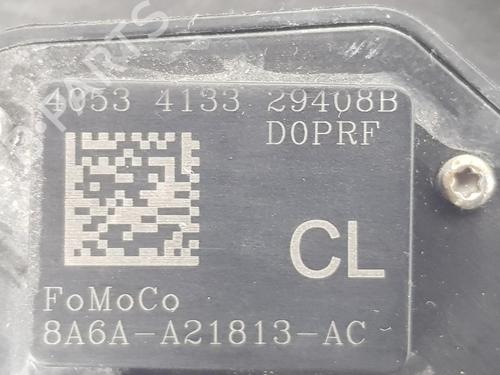 4053 4133 29408B
D0PRF
CL
FoMoCo
8A6A-A21813-AC